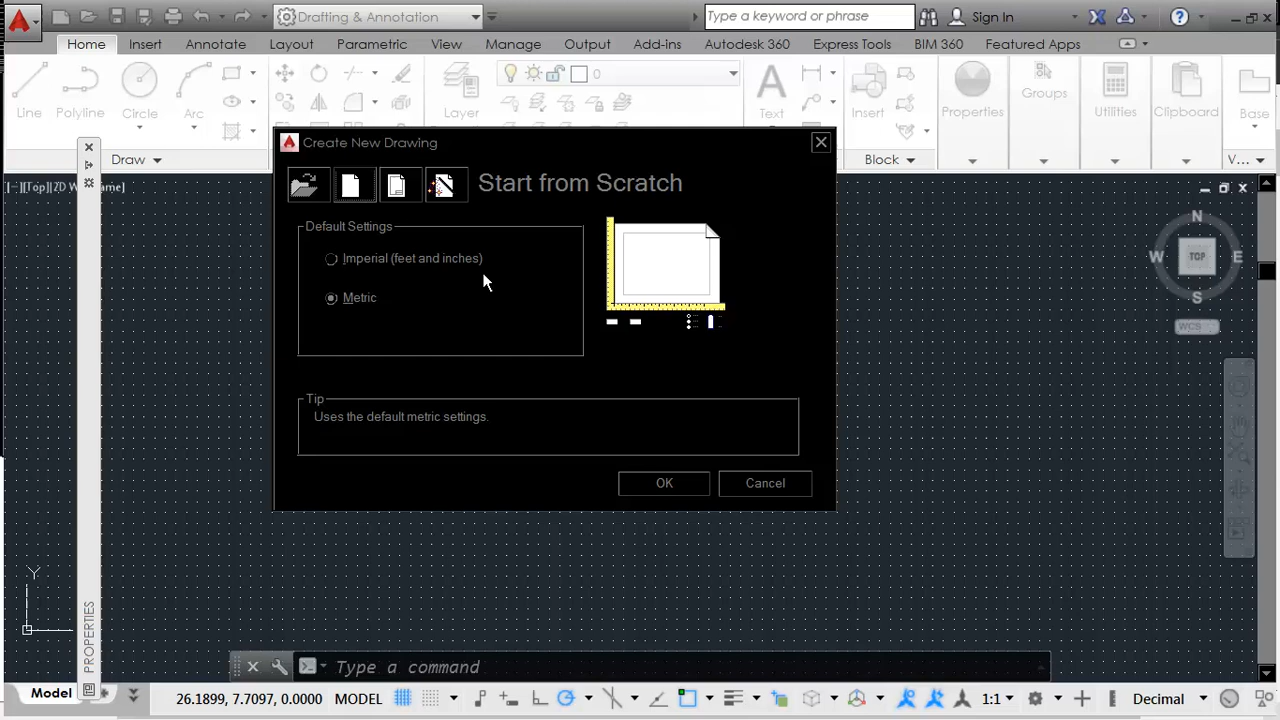 Drafting & Annotation
Type a keyword or phrase
Sign In
Home Insert Annotate Layout Parametric View Manage Output Add-ins Autodesk 360 Express Tools BIM 360 Featured Apps
0
Line Polyline Circle Arc Layer Text Insert Properties Groups Utilities Clipboard Base
Draw Block V...
Create New Drawing
[–][Top][2D W me]
Start from Scratch
Default Settings
Imperial (feet and inches)
Metric
N
W TOP E
S
WCS
Tip
Uses the default metric settings.
OK Cancel
Y
PROPERTIES
Type a command
Model 26.1899, 7.7097, 0.0000 MODEL 1:1 Decimal